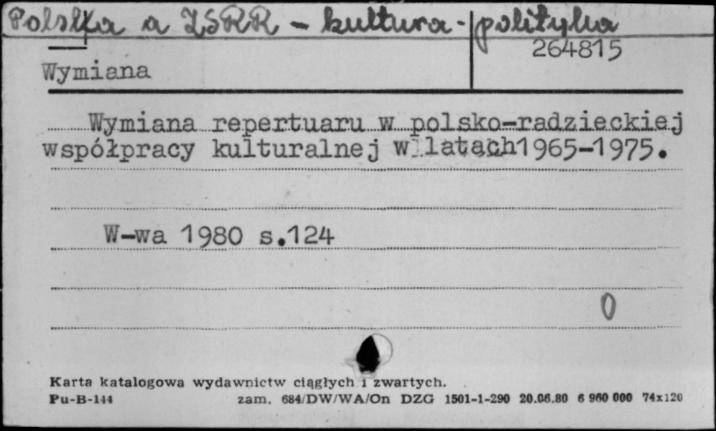 Polska a ZSRR - kultura - polityka
264815
Wymiana
Wymiana repertuaru w polsko-radzieckiej
współpracy kulturalnej w latach1965-1975.
W-wa 1980 s.124
0
Karta katalogowa wydawnictw ciągłych i zwartych.
Pu-B-144 zam. 684/DW/WA/On DZG 1501-1-290 20.06.80 6 960 000 74x120